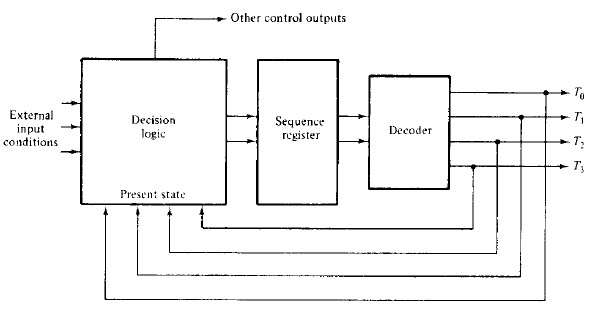 Other control outputs
External
input
conditions
Decision
logic
Present state
Sequence
register
Decoder
T0
T1
T2
T3